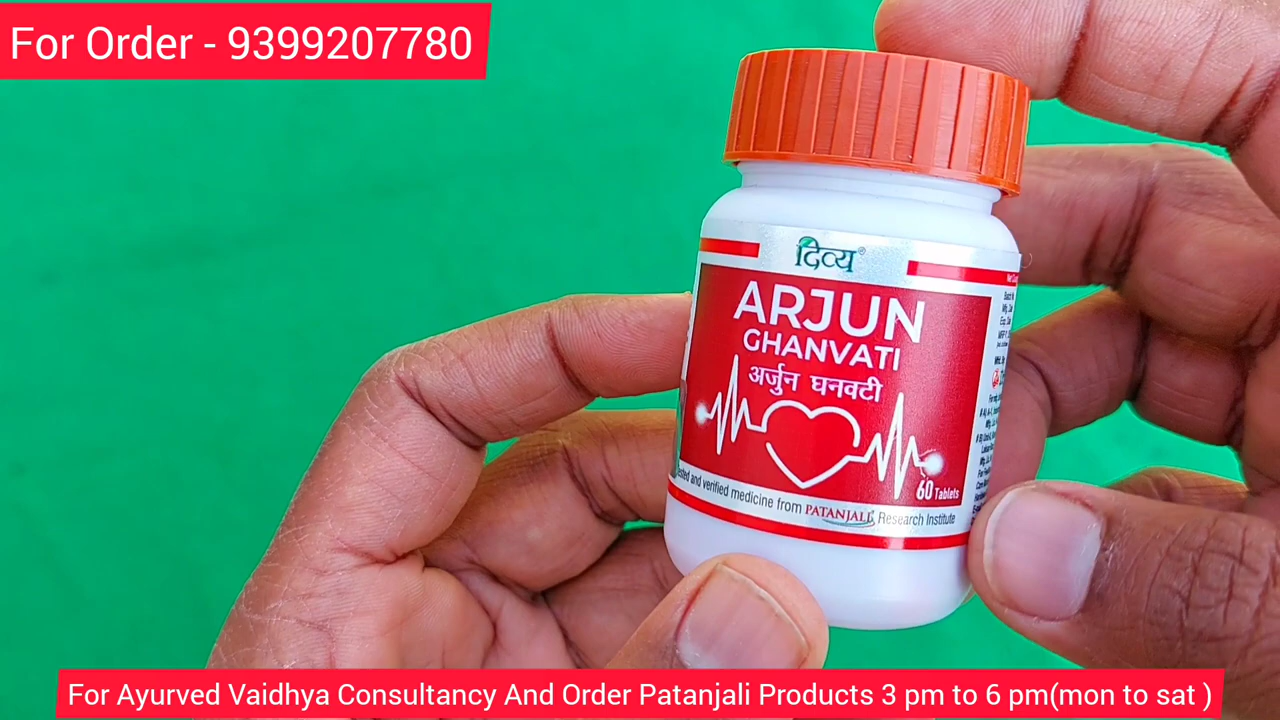 For Order - 9399207780
दिव्य®
ARJUN
GHANVATI
अर्जुन घनवटी
60 Tablets
and verified medicine from PATANJALI Research Institute
For Ayurved Vaidhya Consultancy And Order Patanjali Products 3 pm to 6 pm(mon to sat )